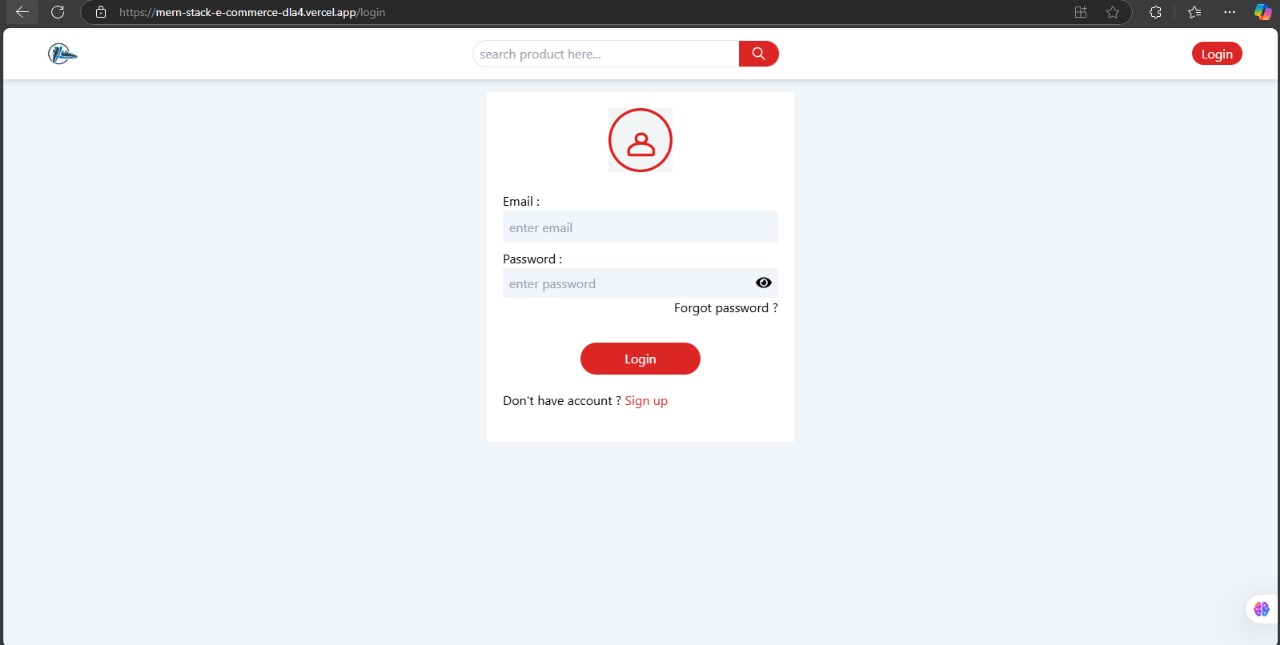 https://mern-stack-e-commerce-dla4.vercel.app/login
search product here...
Login
Email :
enter email
Password :
enter password
Forgot password ?
Login
Don't have account ? Sign up